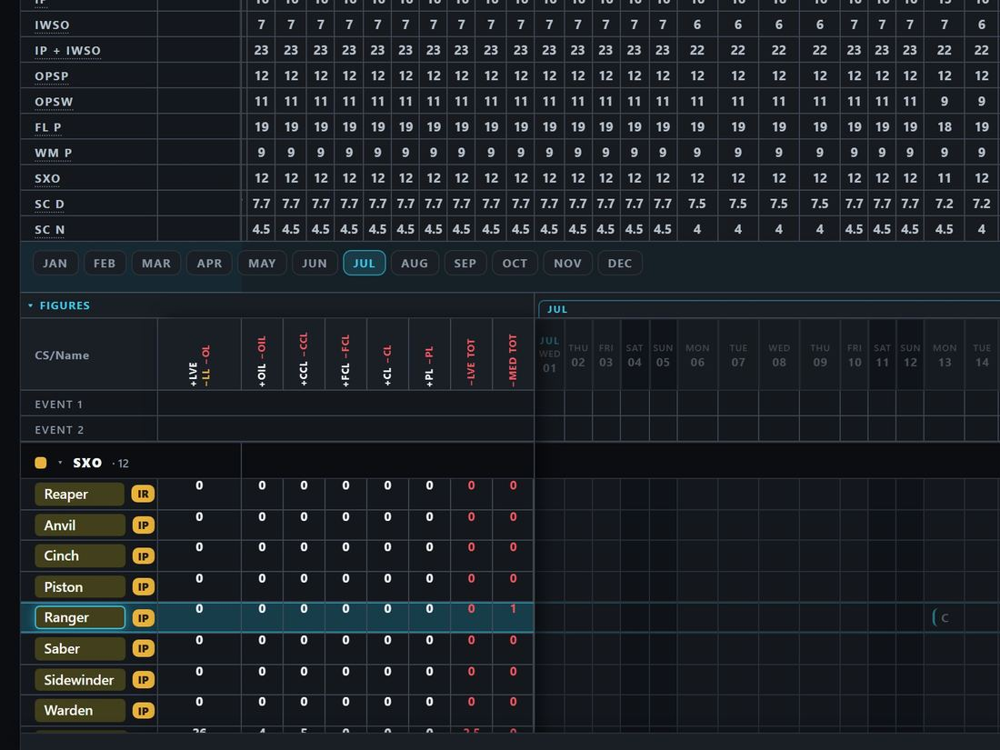 IWSO 7 7 7 7 7 7 7 7 7 7 7 7 7 7 7 6 6 6 6 7 7 7 7 6
IP + IWSO 23 23 23 23 23 23 23 23 23 23 23 23 23 23 23 22 22 22 22 23 23 23 22 22
OPSP 12 12 12 12 12 12 12 12 12 12 12 12 12 12 12 12 12 12 12 12 12 12 12 12
OPSW 11 11 11 11 11 11 11 11 11 11 11 11 11 11 11 11 11 11 11 11 11 11 9 9
FL P 19 19 19 19 19 19 19 19 19 19 19 19 19 19 19 19 19 19 19 19 19 19 18 19
WM P 9 9 9 9 9 9 9 9 9 9 9 9 9 9 9 9 9 9 9 9 9 9 9 9
SXO 12 12 12 12 12 12 12 12 12 12 12 12 12 12 12 12 12 12 12 12 12 12 11 12
SC D 7.7 7.7 7.7 7.7 7.7 7.7 7.7 7.7 7.7 7.7 7.7 7.7 7.7 7.7 7.7 7.5 7.5 7.5 7.5 7.7 7.7 7.7 7.2 7.2
SC N 4.5 4.5 4.5 4.5 4.5 4.5 4.5 4.5 4.5 4.5 4.5 4.5 4.5 4.5 4.5 4 4 4 4 4.5 4.5 4.5 4.5 4
JAN FEB MAR APR MAY JUN JUL AUG SEP OCT NOV DEC
FIGURES JUL
CS/Name +LVE –LL –OL +OIL –OIL +CCL –CCL +FCL –FCL +CL –CL +PL –PL –LVE TOT –MED TOT
JUL WED 01 THU 02 FRI 03 SAT 04 SUN 05 MON 06 TUE 07 WED 08 THU 09 FRI 10 SAT 11 SUN 12 MON 13 TUE 14
EVENT 1
EVENT 2
SXO · 12
Reaper IR 0 0 0 0 0 0 0 0
Anvil IP 0 0 0 0 0 0 0 0
Cinch IP 0 0 0 0 0 0 0 0
Piston IP 0 0 0 0 0 0 0 0
Ranger IP 0 0 0 0 0 0 0 1 C
Saber IP 0 0 0 0 0 0 0 0
Sidewinder IP 0 0 0 0 0 0 0 0
Warden IP 0 0 0 0 0 0 0 0